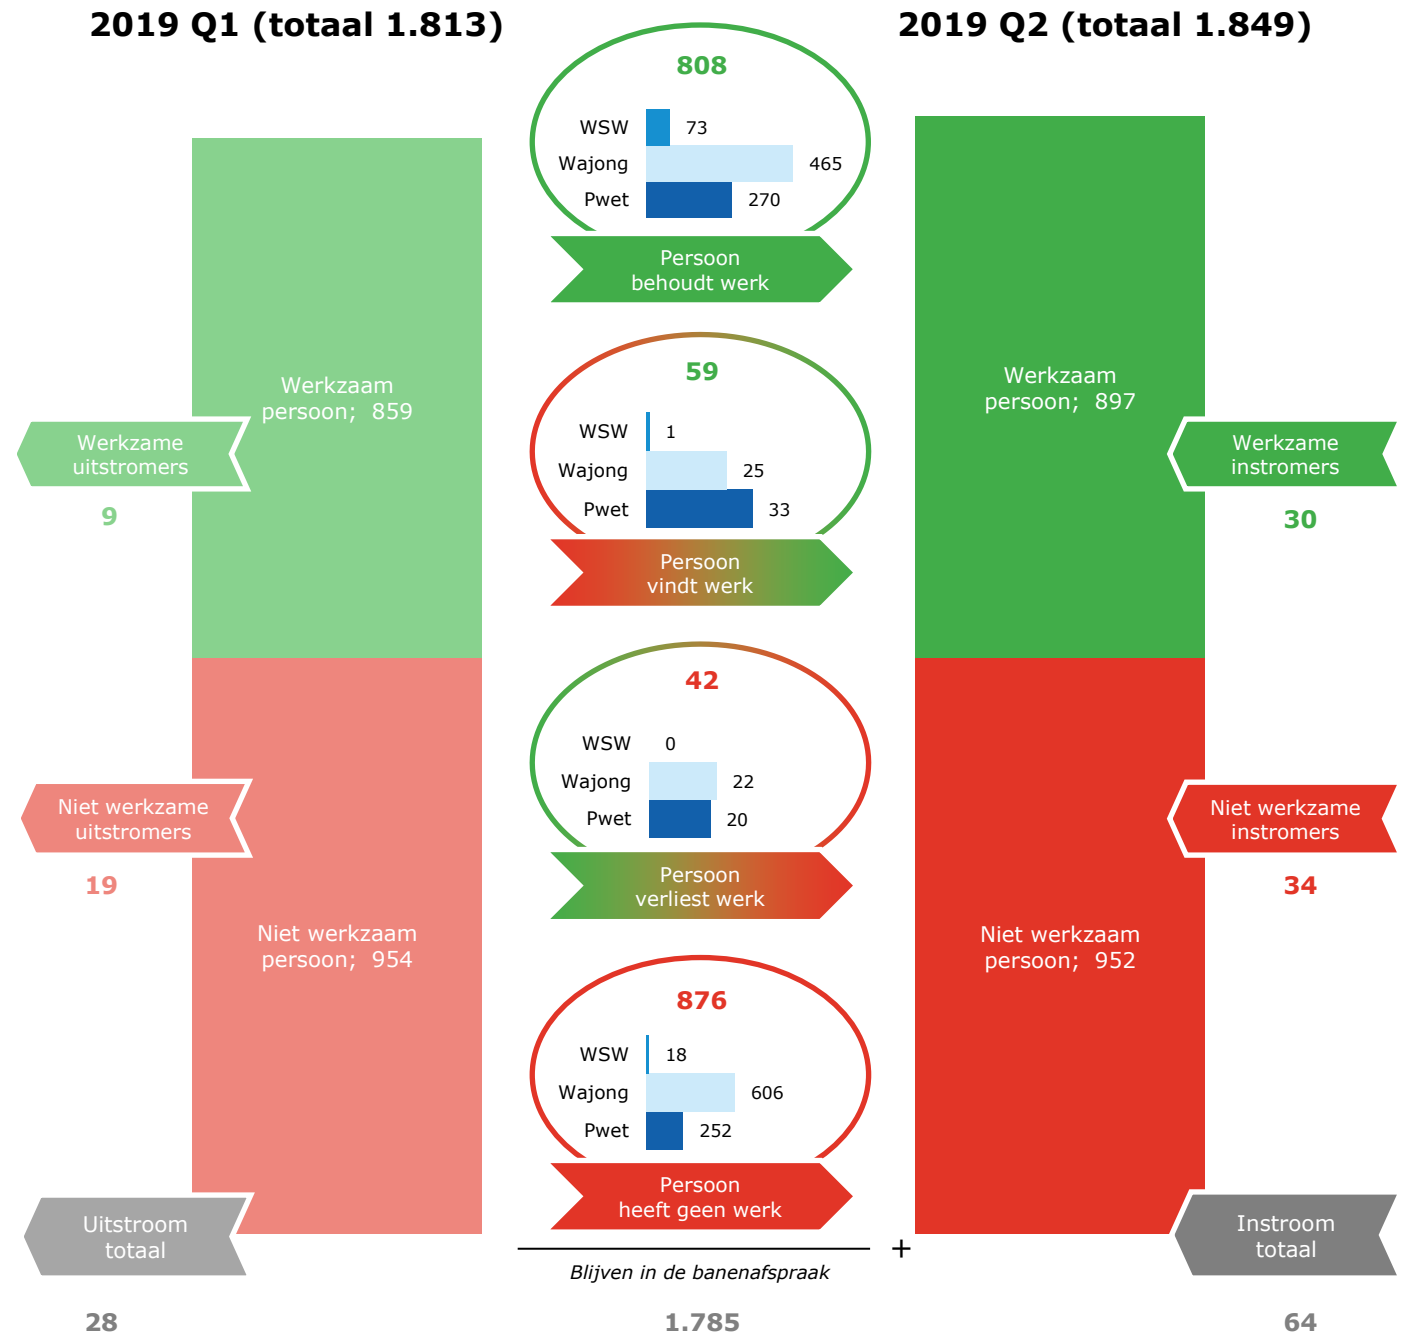 2019 Q1 (totaal 1.813)
2019 Q2 (totaal 1.849)
808
WSW 73
Wajong 465
Pwet 270
Persoon
behoudt werk
59
WSW 1
Wajong 25
Pwet 33
Persoon
vindt werk
42
WSW 0
Wajong 22
Pwet 20
Persoon
verliest werk
876
WSW 18
Wajong 606
Pwet 252
Persoon
heeft geen werk
Werkzaam
persoon; 859
Werkzame
uitstromers
9
Niet werkzame
uitstromers
19
Niet werkzaam
persoon; 954
Uitstroom
totaal
28
Werkzaam
persoon; 897
Werkzame
instromers
30
Niet werkzame
instromers
34
Niet werkzaam
persoon; 952
Instroom
totaal
64
+
Blijven in de banenafspraak
1.785